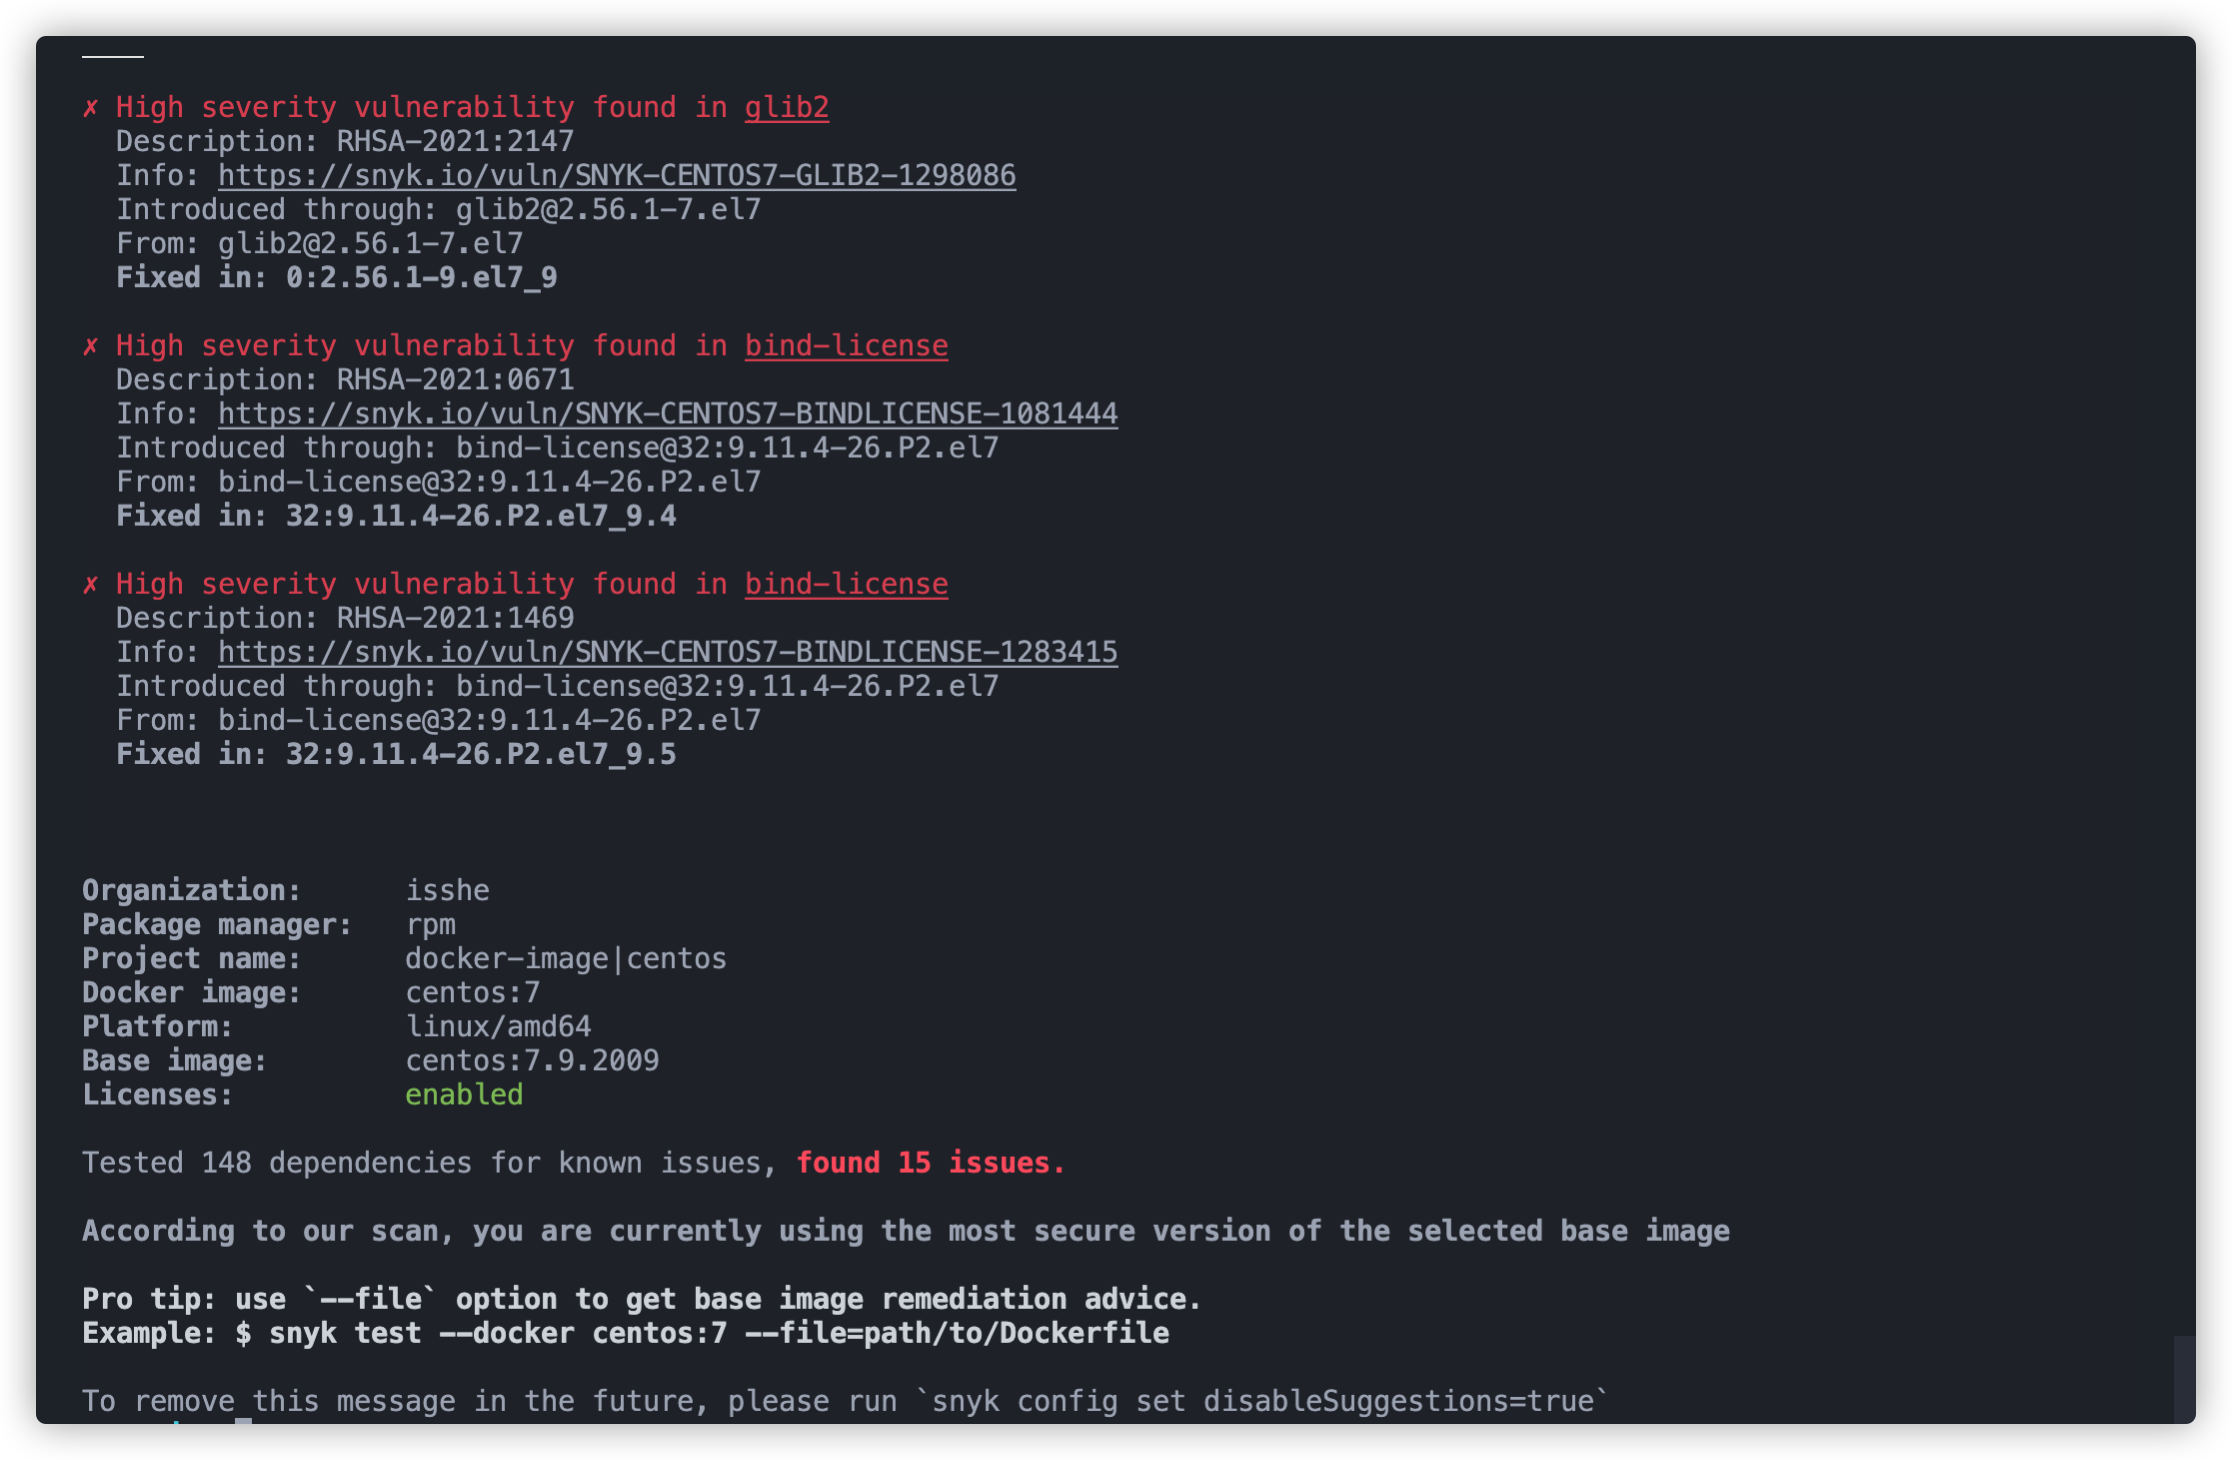 ✗ High severity vulnerability found in glib2
Description: RHSA-2021:2147
Info: https://snyk.io/vuln/SNYK-CENTOS7-GLIB2-1298086
Introduced through: glib2@2.56.1-7.el7
From: glib2@2.56.1-7.el7
Fixed in: 0:2.56.1-9.el7_9
✗ High severity vulnerability found in bind-license
Description: RHSA-2021:0671
Info: https://snyk.io/vuln/SNYK-CENTOS7-BINDLICENSE-1081444
Introduced through: bind-license@32:9.11.4-26.P2.el7
From: bind-license@32:9.11.4-26.P2.el7
Fixed in: 32:9.11.4-26.P2.el7_9.4
✗ High severity vulnerability found in bind-license
Description: RHSA-2021:1469
Info: https://snyk.io/vuln/SNYK-CENTOS7-BINDLICENSE-1283415
Introduced through: bind-license@32:9.11.4-26.P2.el7
From: bind-license@32:9.11.4-26.P2.el7
Fixed in: 32:9.11.4-26.P2.el7_9.5
Organization: isshe
Package manager: rpm
Project name: docker-image|centos
Docker image: centos:7
Platform: linux/amd64
Base image: centos:7.9.2009
Licenses: enabled
Tested 148 dependencies for known issues, found 15 issues.
According to our scan, you are currently using the most secure version of the selected base image
Pro tip: use `--file` option to get base image remediation advice.
Example: $ snyk test --docker centos:7 --file=path/to/Dockerfile
To remove this message in the future, please run `snyk config set disableSuggestions=true`